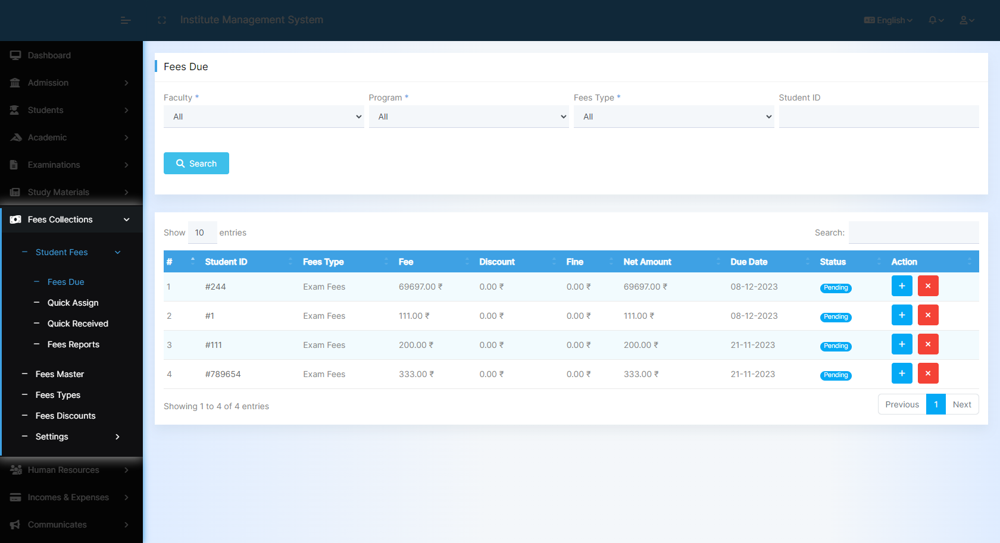 Institute Management System
English
Dashboard
Admission
Students
Academic
Examinations
Study Materials
Fees Collections
Student Fees
Fees Due
Quick Assign
Quick Received
Fees Reports
Fees Master
Fees Types
Fees Discounts
Settings
Human Resources
Incomes & Expenses
Communicates
Fees Due
Faculty * Program * Fees Type * Student ID
All All All
Search
Show 10 entries Search:
# Student ID Fees Type Fee Discount Fine Net Amount Due Date Status Action
1 #244 Exam Fees 69697.00 ₹ 0.00 ₹ 0.00 ₹ 69697.00 ₹ 08-12-2023 Pending + ×
2 #1 Exam Fees 111.00 ₹ 0.00 ₹ 0.00 ₹ 111.00 ₹ 08-12-2023 Pending + ×
3 #111 Exam Fees 200.00 ₹ 0.00 ₹ 0.00 ₹ 200.00 ₹ 21-11-2023 Pending + ×
4 #789654 Exam Fees 333.00 ₹ 0.00 ₹ 0.00 ₹ 333.00 ₹ 21-11-2023 Pending + ×
Showing 1 to 4 of 4 entries Previous 1 Next